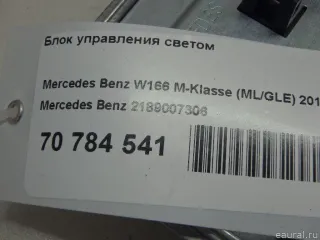 Блок управления светом
Mercedes Benz W166 M-Klasse (ML/GLE) 201
Mercedes Benz 2189007306
70 784 541
© eaural.ru